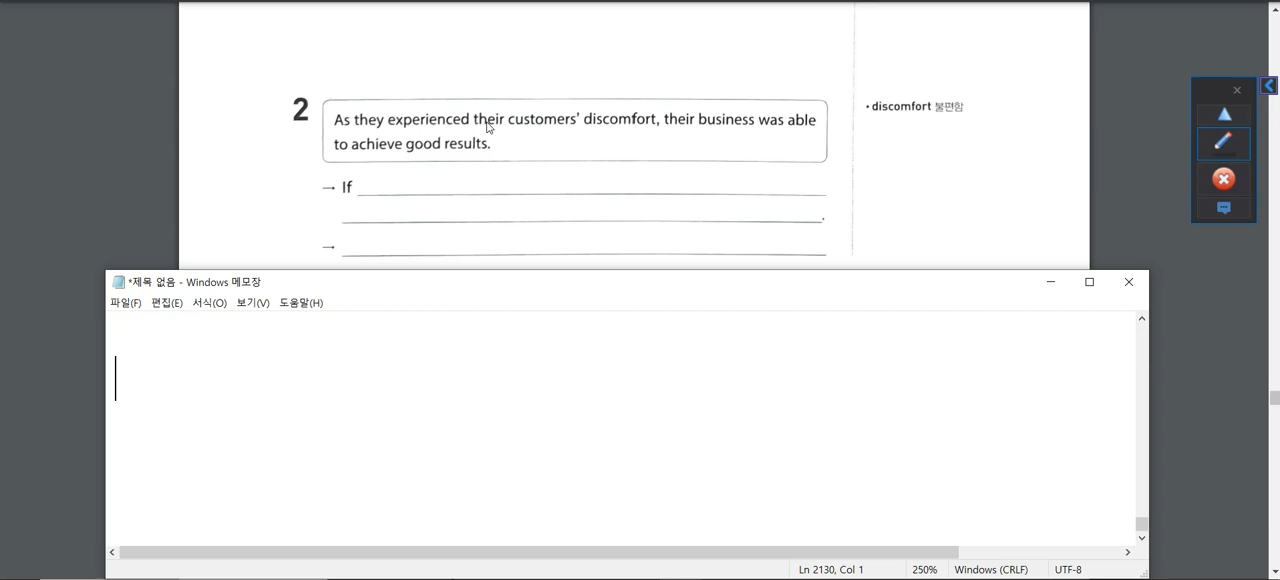 2
As they experienced their customers' discomfort, their business was able
to achieve good results.
• discomfort 불편함
→ If
.
→
*제목 없음 - Windows 메모장
파일(F) 편집(E) 서식(O) 보기(V) 도움말(H)
Ln 2130, Col 1 250% Windows (CRLF) UTF-8